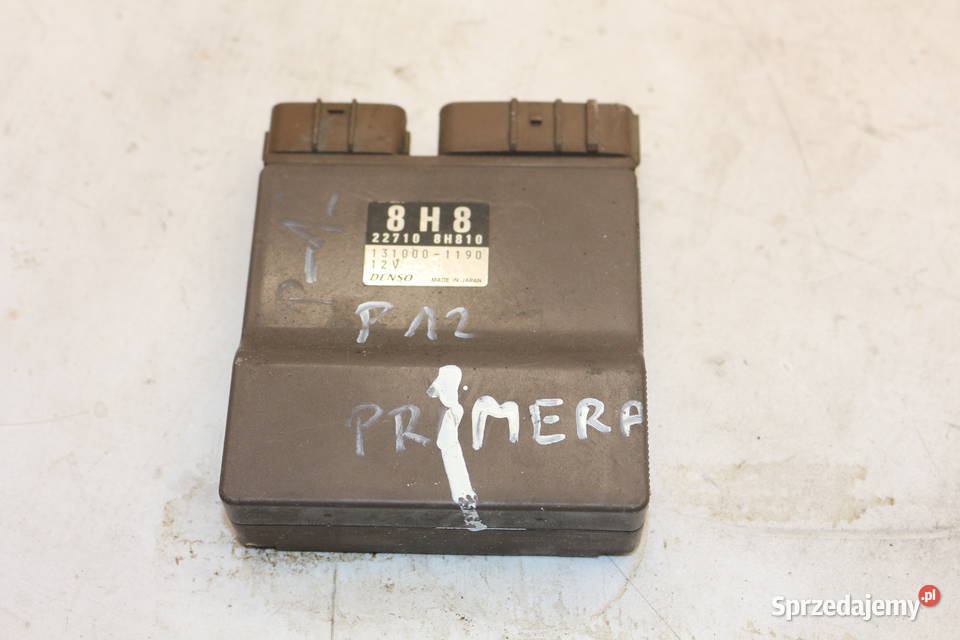 8H8
22710 8H810
131000-1190
12V
DENSO MADE IN JAPAN
P12
PRIMERA
Sprzedajemy.pl